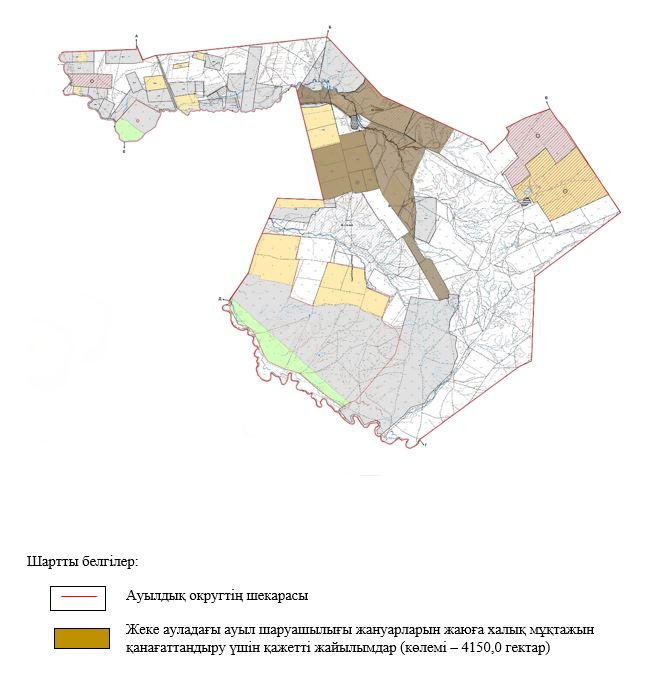 А
Б
В
Е
Д
Г
Шартты белгілер:
Ауылдық округтің шекарасы
Жеке ауладағы ауыл шаруашылығы жануарларын жаюға халық мұқтажын
қанағаттандыру үшін қажетті жайылымдар (көлемі – 4150,0 гектар)